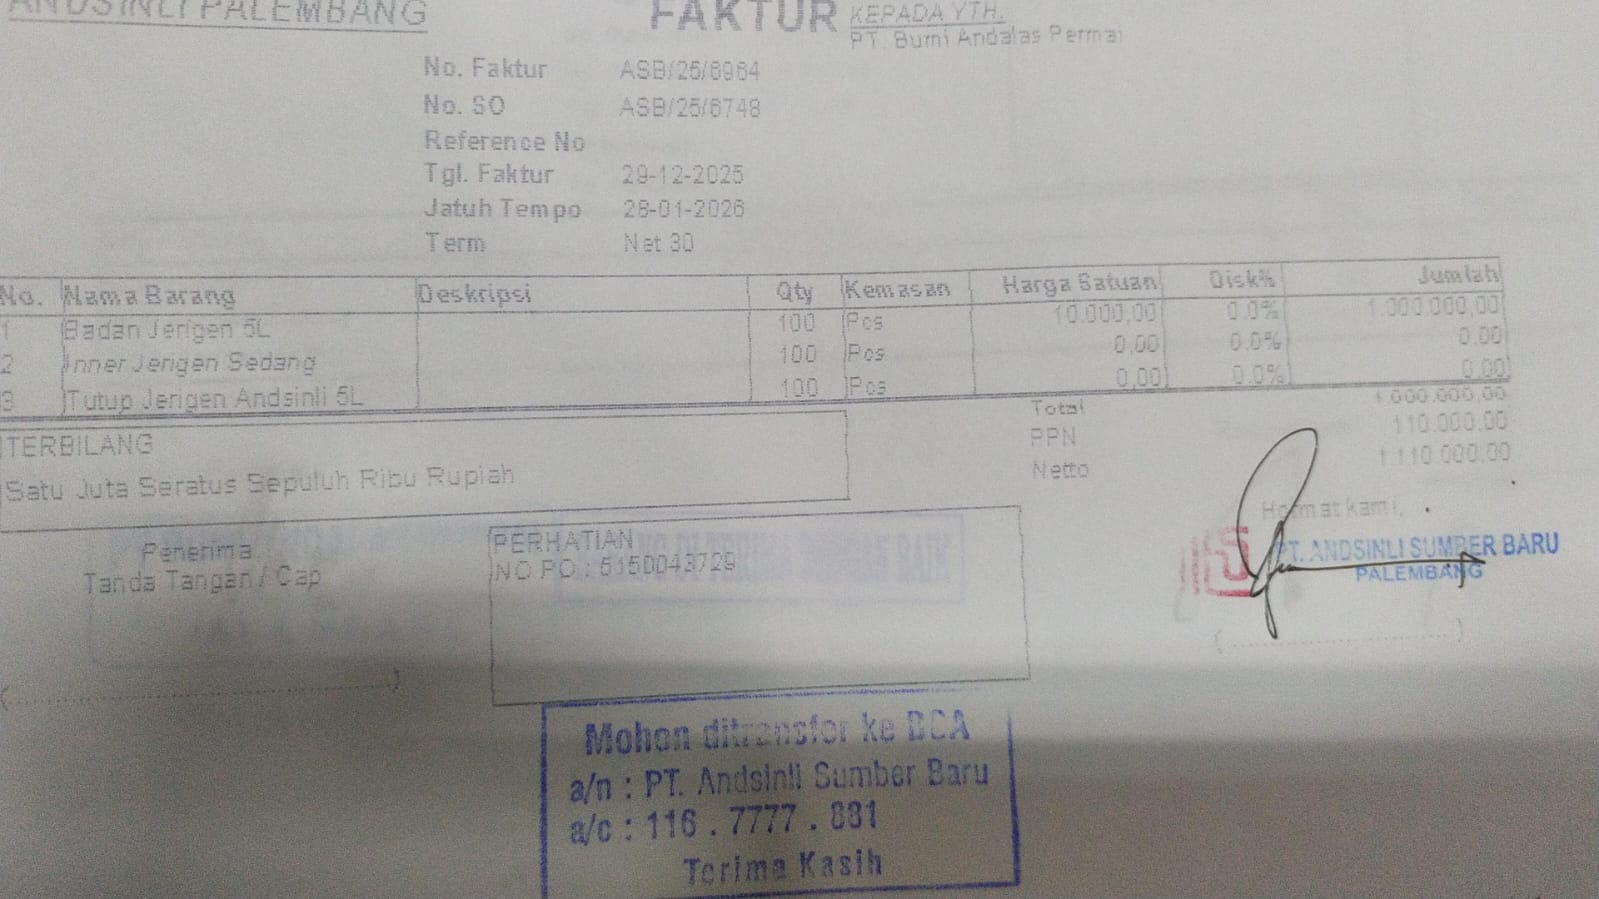 ANDSINLI PALEMBANG
FAKTUR
KEPADA YTH.
PT. Bumi Andalas Permai
No. Faktur ASB/25/6964
No. SO ASB/25/6748
Reference No
Tgl. Faktur 29-12-2025
Jatuh Tempo 28-01-2026
Term Net 30
No. Nama Barang Deskripsi Qty Kemasan Harga Satuan Disk% Jumlah
1 Badan Jerigen 5L 100 Pcs 10.000,00 0.0% 1.000.000,00
2 Inner Jerigen Sedang 100 Pcs 0,00 0.0% 0.00
3 Tutup Jerigen Andsinli 5L 100 Pcs 0,00 0.0% 0.00
Total 1.000.000,00
PPN 110.000,00
Netto 1.110.000,00
TERBILANG
Satu Juta Seratus Sepuluh Ribu Rupiah
Penerima
Tanda Tangan / Cap
PERHATIAN
NO PO : 5150043729
Hormat kami,
PT. ANDSINLI SUMBER BARU
PALEMBANG
Mohon ditransfer ke BCA
a/n : PT. Andsinli Sumber Baru
a/c : 116 . 7777 . 881
Terima Kasih